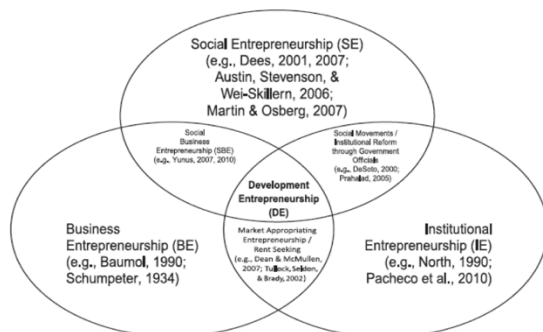 Social Entrepreneurship (SE)
(e.g., Dees, 2001, 2007;
Austin, Stevenson, &
Wei-Skillern, 2006;
Martin & Osberg, 2007)
Social
Business
Entrepreneurship (SBE)
(e.g., Yunus, 2007, 2010)
Social Movements /
Institutional Reform
through Government
Officials
(e.g., DeSoto, 2000;
Prahalad, 2005)
Development
Entrepreneurship
(DE)
Business
Entrepreneurship (BE)
(e.g., Baumol, 1990;
Schumpeter, 1934)
Market Appropriating
Entrepreneurship /
Rent Seeking
(e.g., Dean & McMullen,
2007; Tullock, Seldon,
& Brady, 2002)
Institutional
Entrepreneurship (IE)
(e.g., North, 1990;
Pacheco et al., 2010)